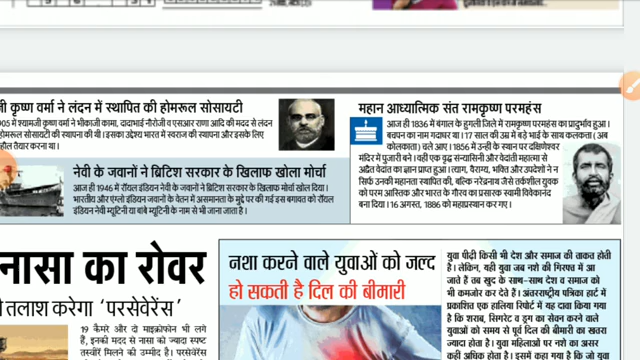 जी कृष्ण वर्मा ने लंदन में स्थापित की होमरूल सोसायटी
905 में श्यामजी कृष्ण वर्मा ने भीकाजी कामा, दादाभाई नौरोजी व एसआर राणा आदि की मदद से लंदन
होमरूल सोसायटी की स्थापना की थी। इसका उद्देश्य भारत में स्वराज की स्थापना और इसके लिए
हौल तैयार करना था।
नेवी के जवानों ने ब्रिटिश सरकार के खिलाफ खोला मोर्चा
आज ही 1946 में रॉयल इंडियन नेवी के जवानों ने ब्रिटिश सरकार के खिलाफ मोर्चा खोल दिया।
भारतीय और एंग्लो इंडियन जवानों के वेतन में असमानता के मुद्दे पर की गई इस बगावत को रॉयल
इंडियन नेवी म्यूटिनी या बांबे म्यूटिनी के नाम से भी जाना जाता है।
महान आध्यात्मिक संत रामकृष्ण परमहंस
आज ही 1836 में बंगाल के हुगली जिले में रामकृष्ण परमहंस का प्रादुर्भाव हुआ।
बचपन का नाम गदाधर था। 17 साल की उम्र में बड़े भाई के साथ कलकत्ता (अब
कोलकाता) चले आए। 1856 में उन्हीं के स्थान पर दक्षिणेश्वर
मंदिर में पुजारी बने। वहीं एक वृद्ध संन्यासिनी और वेदांती महात्मा से
अद्वैत वेदांत का ज्ञान प्राप्त हुआ। त्याग, वैराग्य, भक्ति और उपदेशों ने न
सिर्फ उनकी महानता स्थापित की, बल्कि नरेंद्रनाथ जैसे तर्कशील युवक
को परम आस्तिक और भारत के गौरव का प्रसारक स्वामी विवेकानंद
बना दिया। 16 अगस्त, 1886 को महाप्रस्थान कर गए।
नासा का रोवर
तलाश करेगा 'परसेवेरेंस'
19 कैमरे और दो माइक्रोफोन भी लगे
हैं, इनकी मदद से नासा को ज्यादा स्पष्ट
तस्वीरें मिलने की उम्मीद है। परसेवेरेंस
नशा करने वाले युवाओं को जल्द
हो सकती है दिल की बीमारी
युवा पीढ़ी किसी भी देश और समाज की ताकत होती
है। लेकिन, यही युवा जब नशे की गिरफ्त में आ
जाते हैं तब खुद के साथ-साथ देश व समाज को
भी कमजोर कर देते हैं। अंतरराष्ट्रीय पत्रिका हार्ट में
प्रकाशित एक हालिया रिपोर्ट में यह दावा किया गया
है कि शराब, सिगरेट व ड्रग का सेवन करने वाले
युवाओं को समय से पूर्व दिल की बीमारी का खतरा
ज्यादा होता है। युवा महिलाओं पर नशे का असर
कहीं अधिक होता है। इसमें कहा गया है कि जो युवा